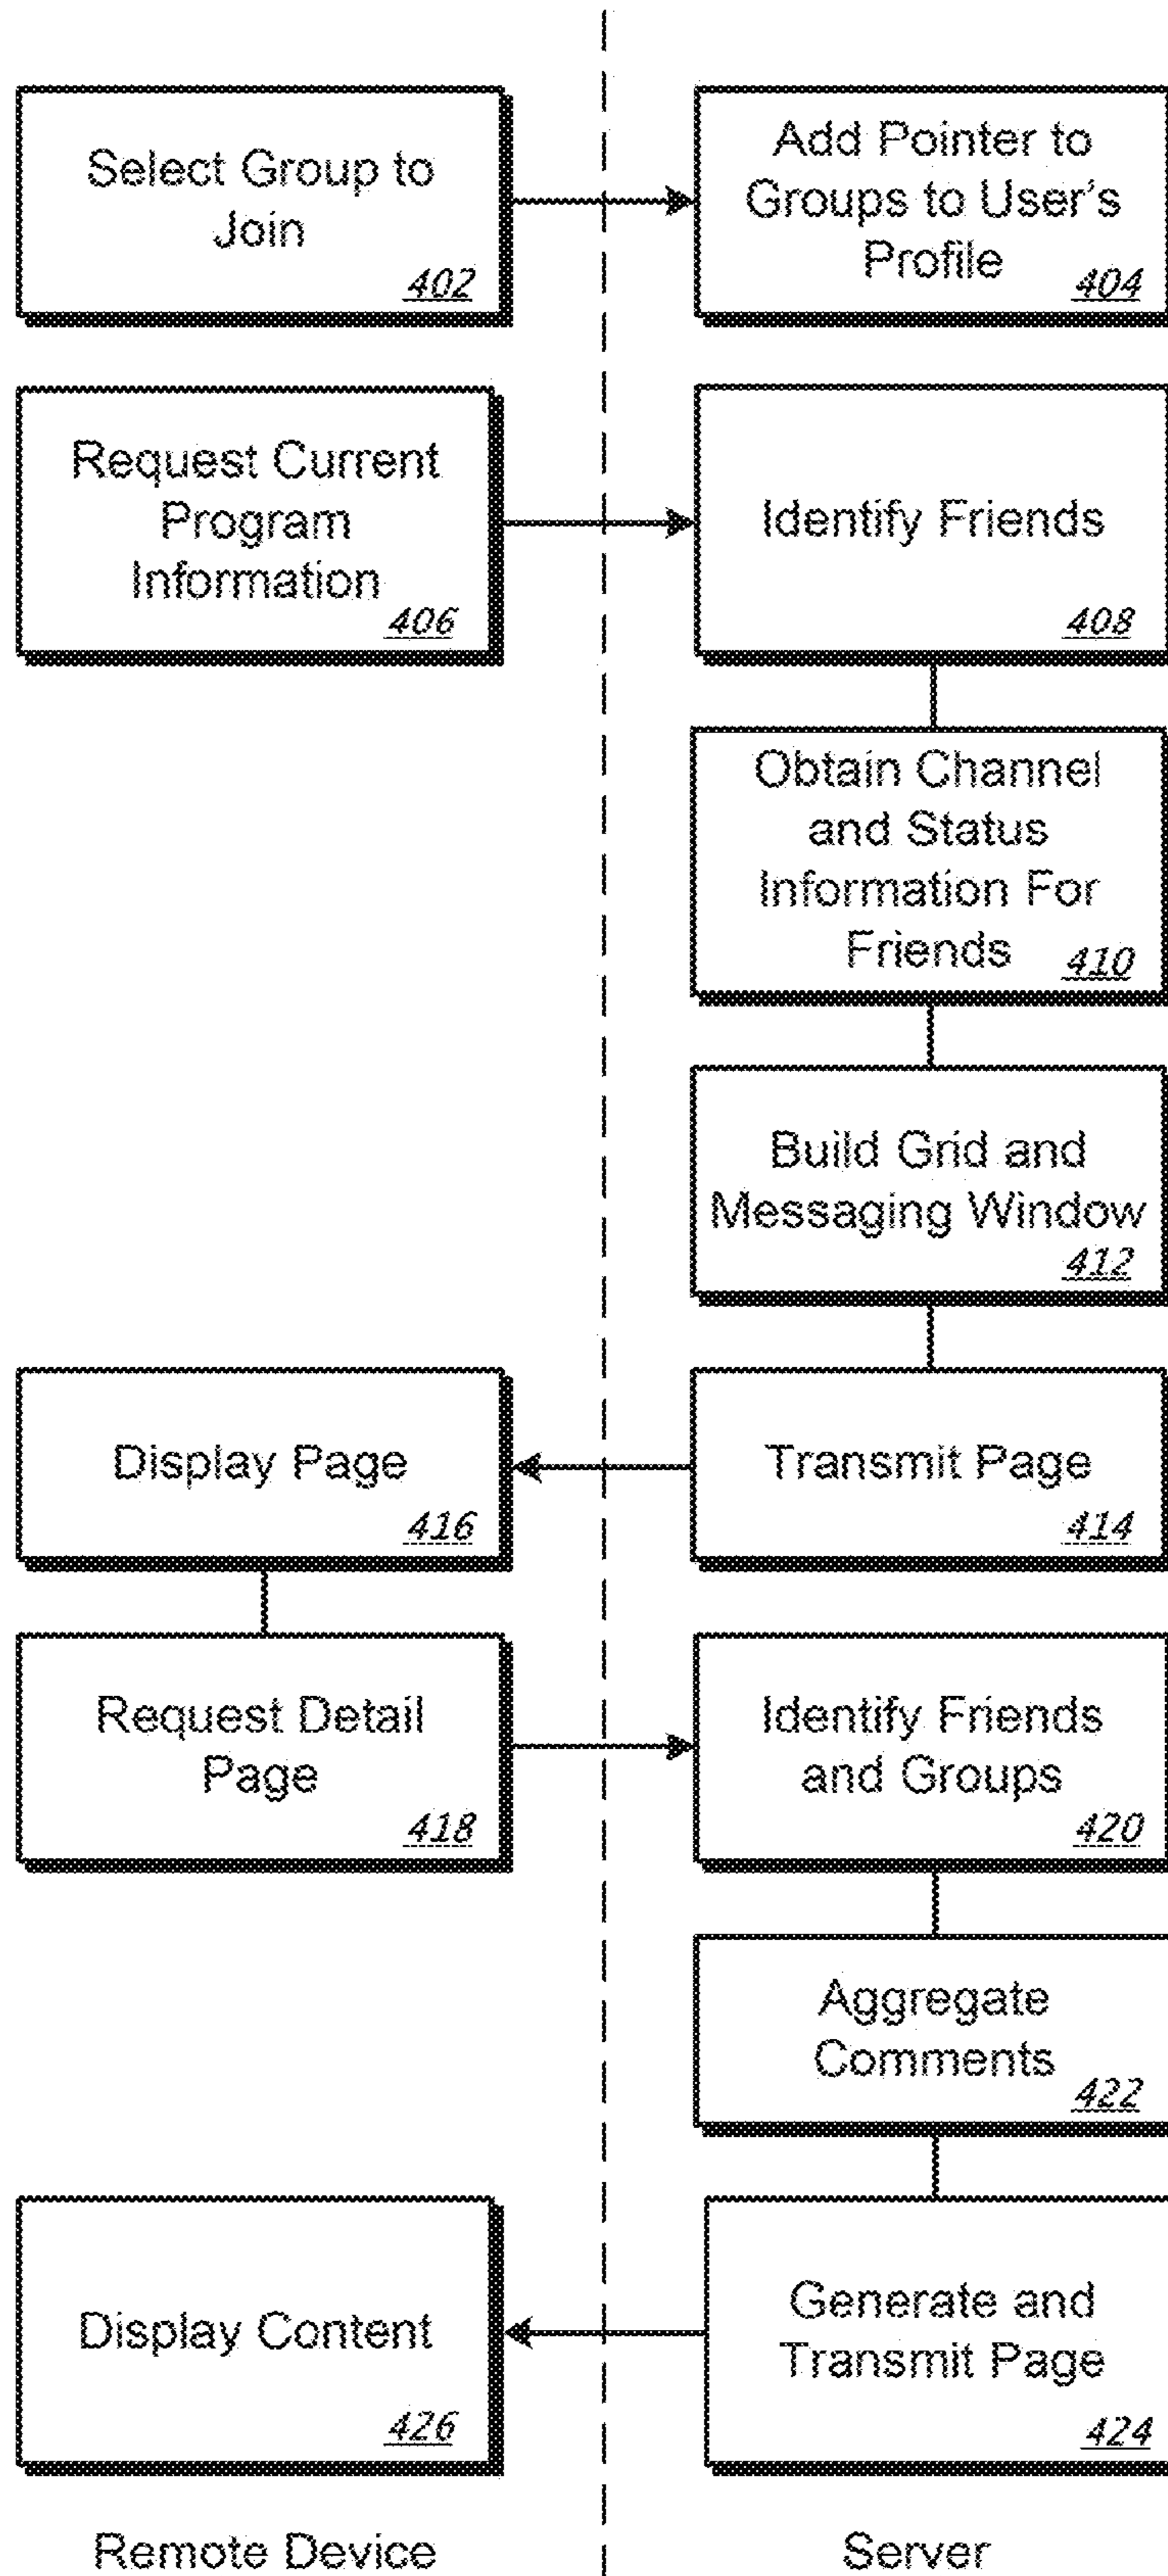 Select Group to
Join
402
Add Pointer to
Groups to User's
Profile
404
Request Current
Program
Information
406
Identify Friends
408
Obtain Channel
and Status
Information For
Friends
410
Build Grid and
Messaging Window
412
Transmit Page
414
Display Page
416
Request Detail
Page
418
Identify Friends
and Groups
420
Aggregate
Comments
422
Generate and
Transmit Page
424
Display Content
426
Remote Device
Server